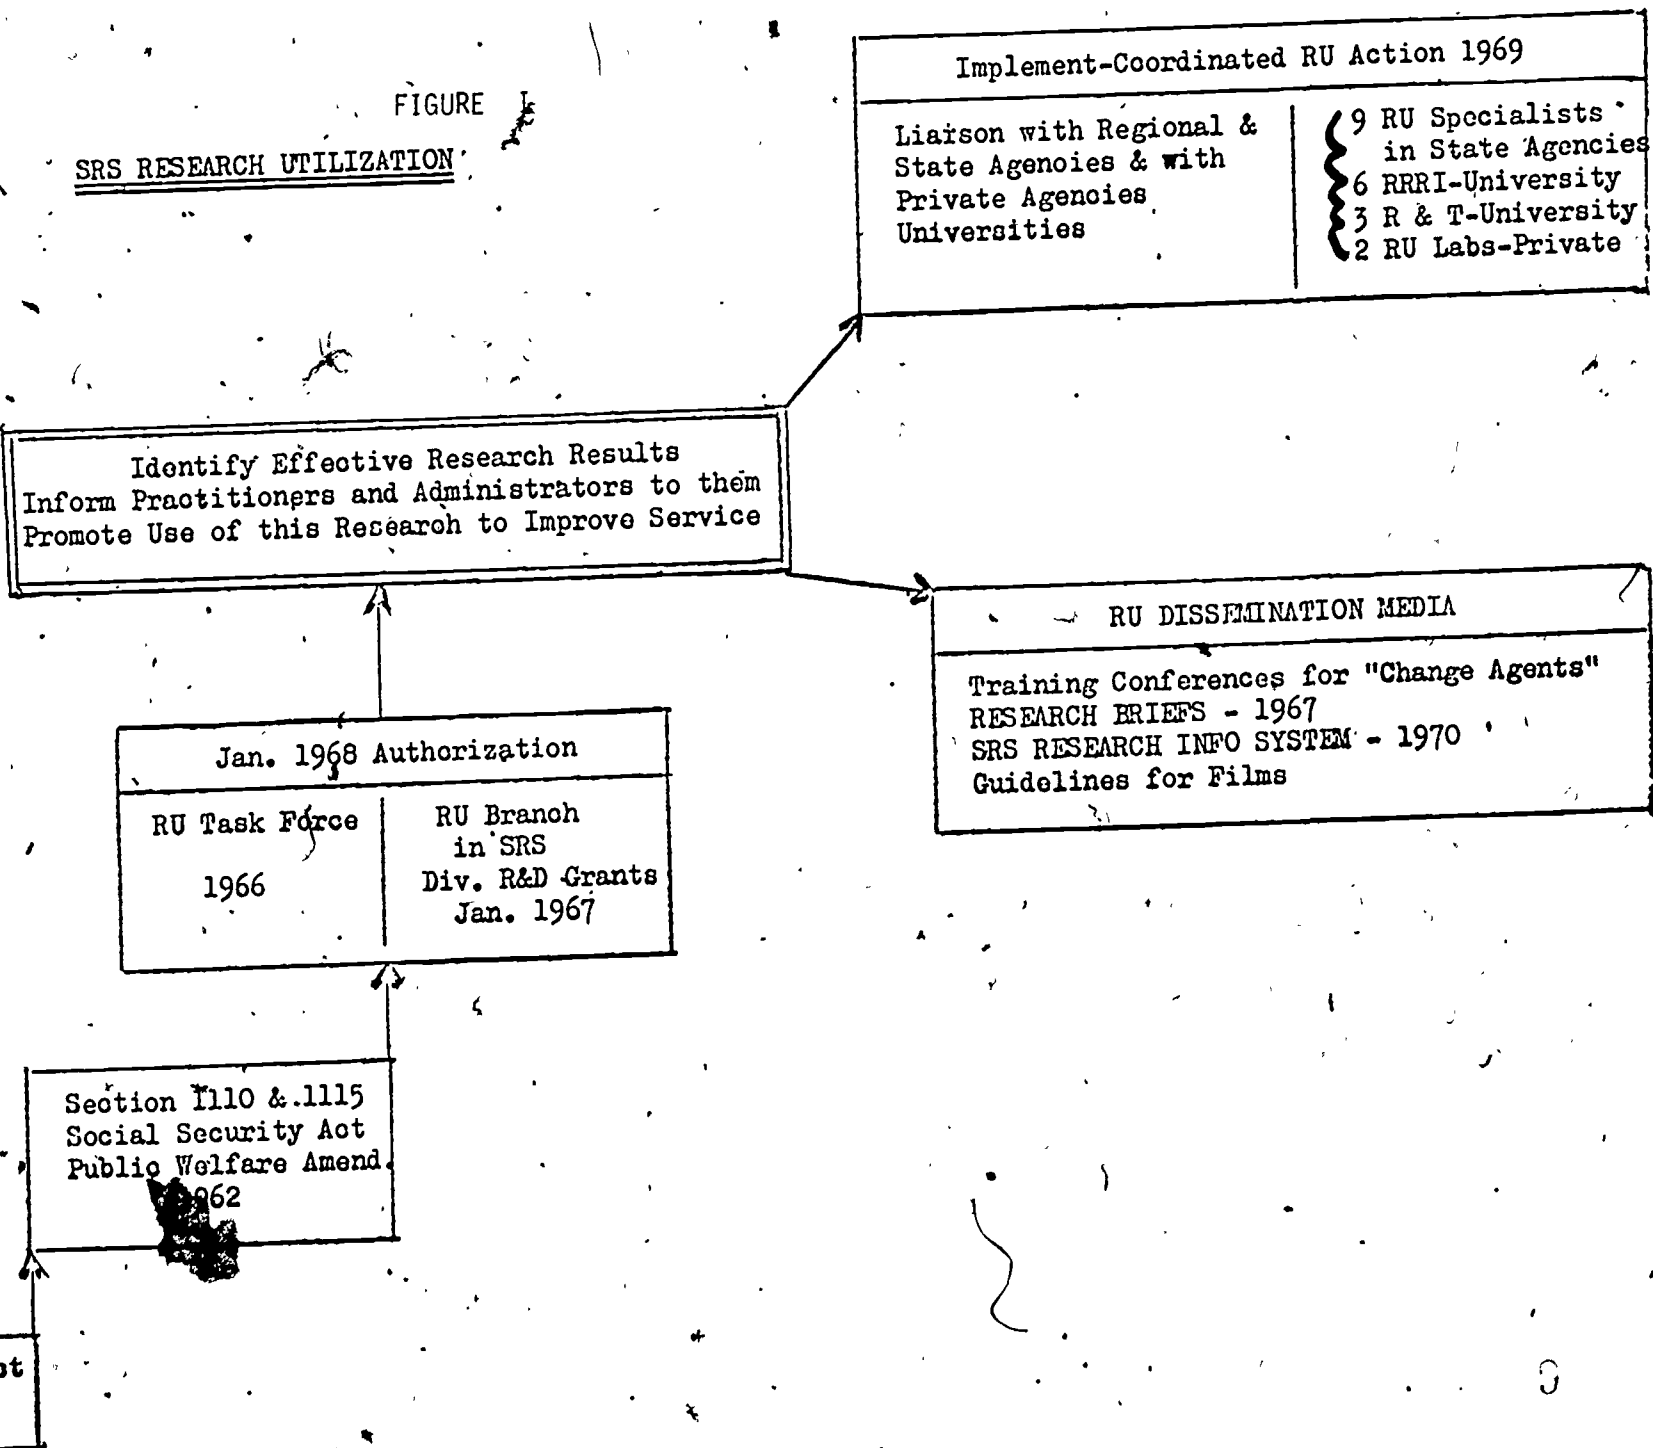 FIGURE I
SRS RESEARCH UTILIZATION
Implement-Coordinated RU Action 1969
Liaison with Regional &
State Agencies & with
Private Agencies
Universities
9 RU Specialists
in State Agencies
6 RRRI-University
3 R & T-University
2 RU Labs-Private
Identify Effective Research Results
Inform Practitioners and Administrators to them
Promote Use of this Research to Improve Service
RU DISSEMINATION MEDIA
Training Conferences for "Change Agents"
RESEARCH BRIEFS - 1967
SRS RESEARCH INFO SYSTEM - 1970
Guidelines for Films
Jan. 1968 Authorization
RU Task Force
1966
RU Branch
in SRS
Div. R&D Grants
Jan. 1967
Section 1110 & 1115
Social Security Act
Public Welfare Amend.
1962